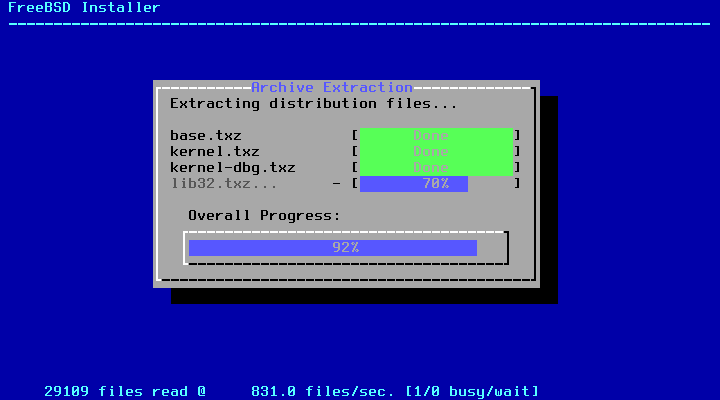 FreeBSD Installer
Archive Extraction
Extracting distribution files...
base.txz [ Done ]
kernel.txz [ Done ]
kernel-dbg.txz [ Done ]
lib32.txz... - [ 70% ]
Overall Progress:
92%
29109 files read @ 831.0 files/sec. [1/0 busy/wait]